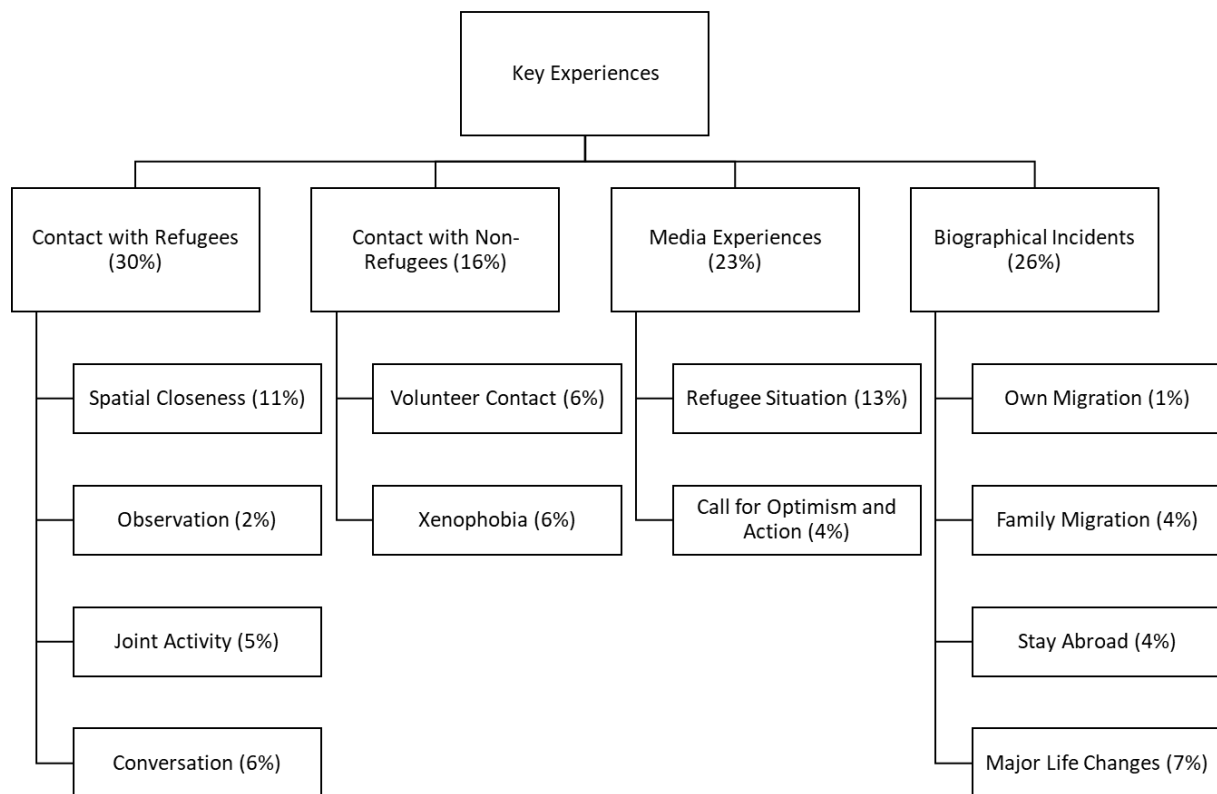 Key Experiences
Contact with Refugees
(30%)
Contact with Non-
Refugees (16%)
Media Experiences
(23%)
Biographical Incidents
(26%)
Spatial Closeness (11%)
Volunteer Contact (6%)
Refugee Situation (13%)
Own Migration (1%)
Observation (2%)
Xenophobia (6%)
Call for Optimism and
Action (4%)
Family Migration (4%)
Joint Activity (5%)
Stay Abroad (4%)
Conversation (6%)
Major Life Changes (7%)